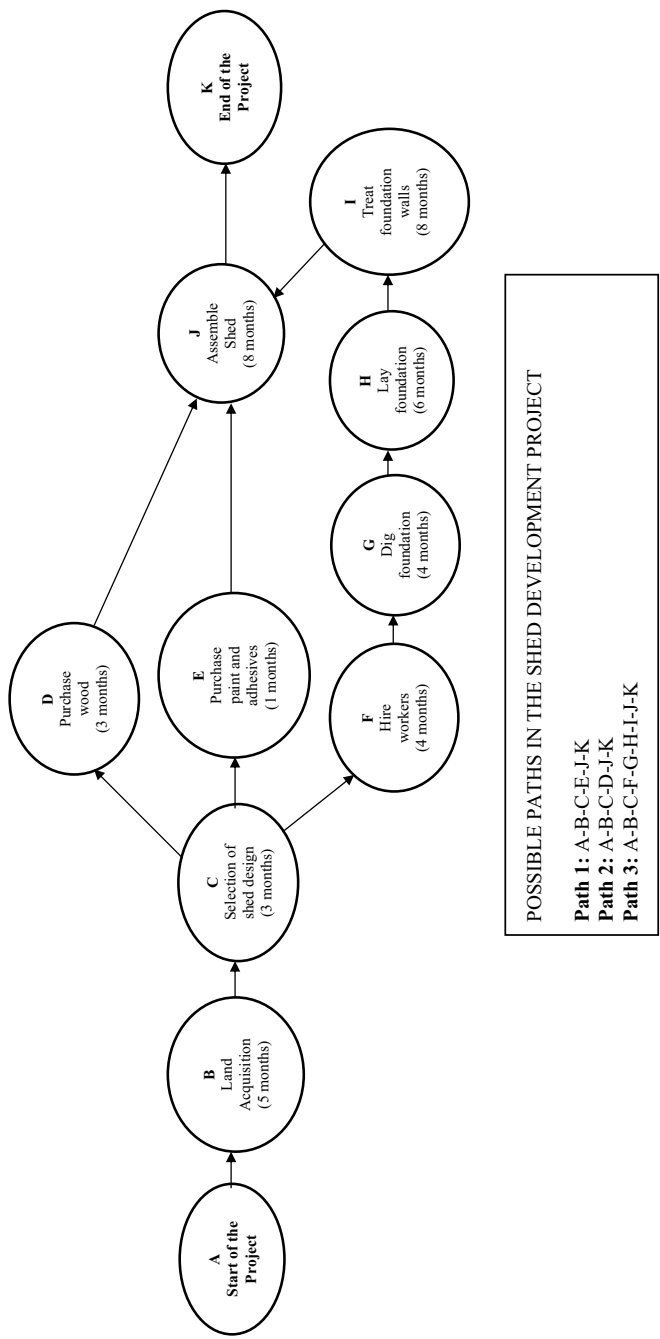 A
Start of the
Project
B
Land
Acquisition
(5 months)
C
Selection of
shed design
(3 months)
D
Purchase
wood
(3 months)
E
Purchase
paint and
adhesives
(1 months)
F
Hire
workers
(4 months)
G
Dig
foundation
(4 months)
H
Lay
foundation
(6 months)
I
Treat
foundation
walls
(8 months)
J
Assemble
Shed
(8 months)
K
End of the
Project
POSSIBLE PATHS IN THE SHED DEVELOPMENT PROJECT
Path 1: A-B-C-E-J-K
Path 2: A-B-C-D-J-K
Path 3: A-B-C-F-G-H-I-J-K